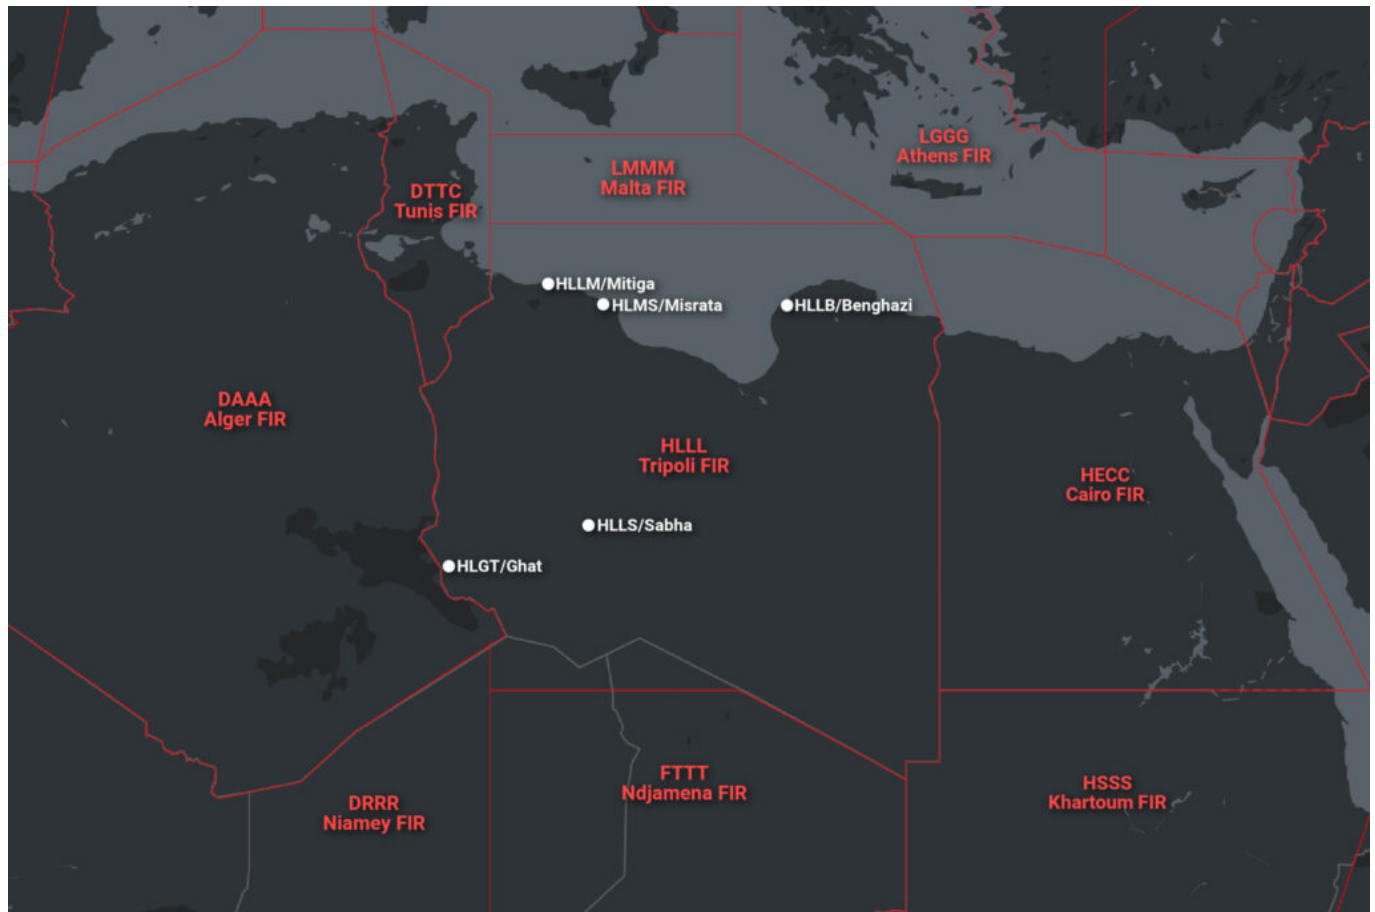 LGGG
Athens FIR
LMMM
Malta FIR
DTTC
Tunis FIR
HLLM/Mitiga
HLMS/Misrata
HLLB/Benghazi
DAAA
Alger FIR
HLLL
Tripoli FIR
HECC
Cairo FIR
HLLS/Sabha
HLGT/Ghat
FTTT
Ndjamena FIR
HSSS
Khartoum FIR
DRRR
Niamey FIR